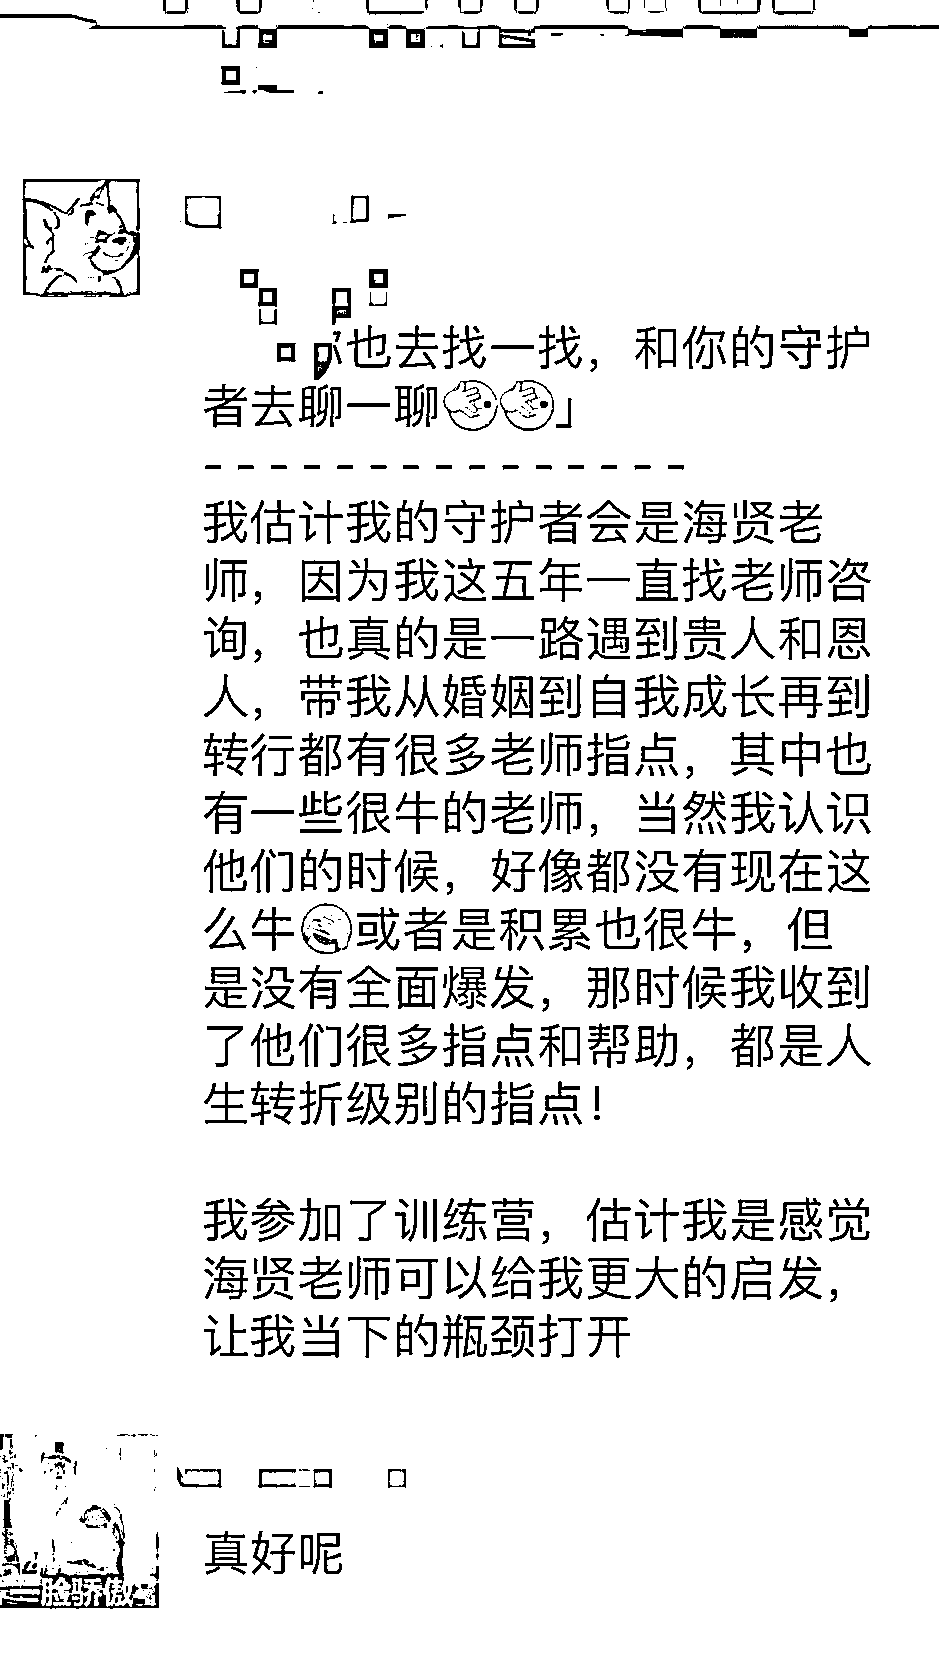 也去找一找，和你的守护
者去聊一聊」
- - - - - - - - - - - - - - -
我估计我的守护者会是海贤老
师，因为我这五年一直找老师咨
询，也真的是一路遇到贵人和恩
人，带我从婚姻到自我成长再到
转行都有很多老师指点，其中也
有一些很牛的老师，当然我认识
他们的时候，好像都没有现在这
么牛或者是积累也很牛，但
是没有全面爆发，那时候我收到
了他们很多指点和帮助，都是人
生转折级别的指点！
我参加了训练营，估计我是感觉
海贤老师可以给我更大的启发，
让我当下的瓶颈打开
真好呢
一脸骄傲